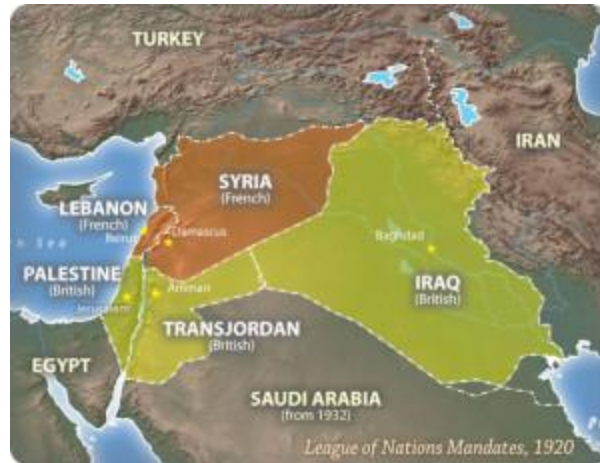 TURKEY
IRAN
SYRIA
(French)
LEBANON
(French)
Beirut
Damascus
Baghdad
PALESTINE
(British)
Amman
IRAQ
(British)
Jerusalem
TRANSJORDAN
(British)
EGYPT
SAUDI ARABIA
(from 1932)
League of Nations Mandates, 1920